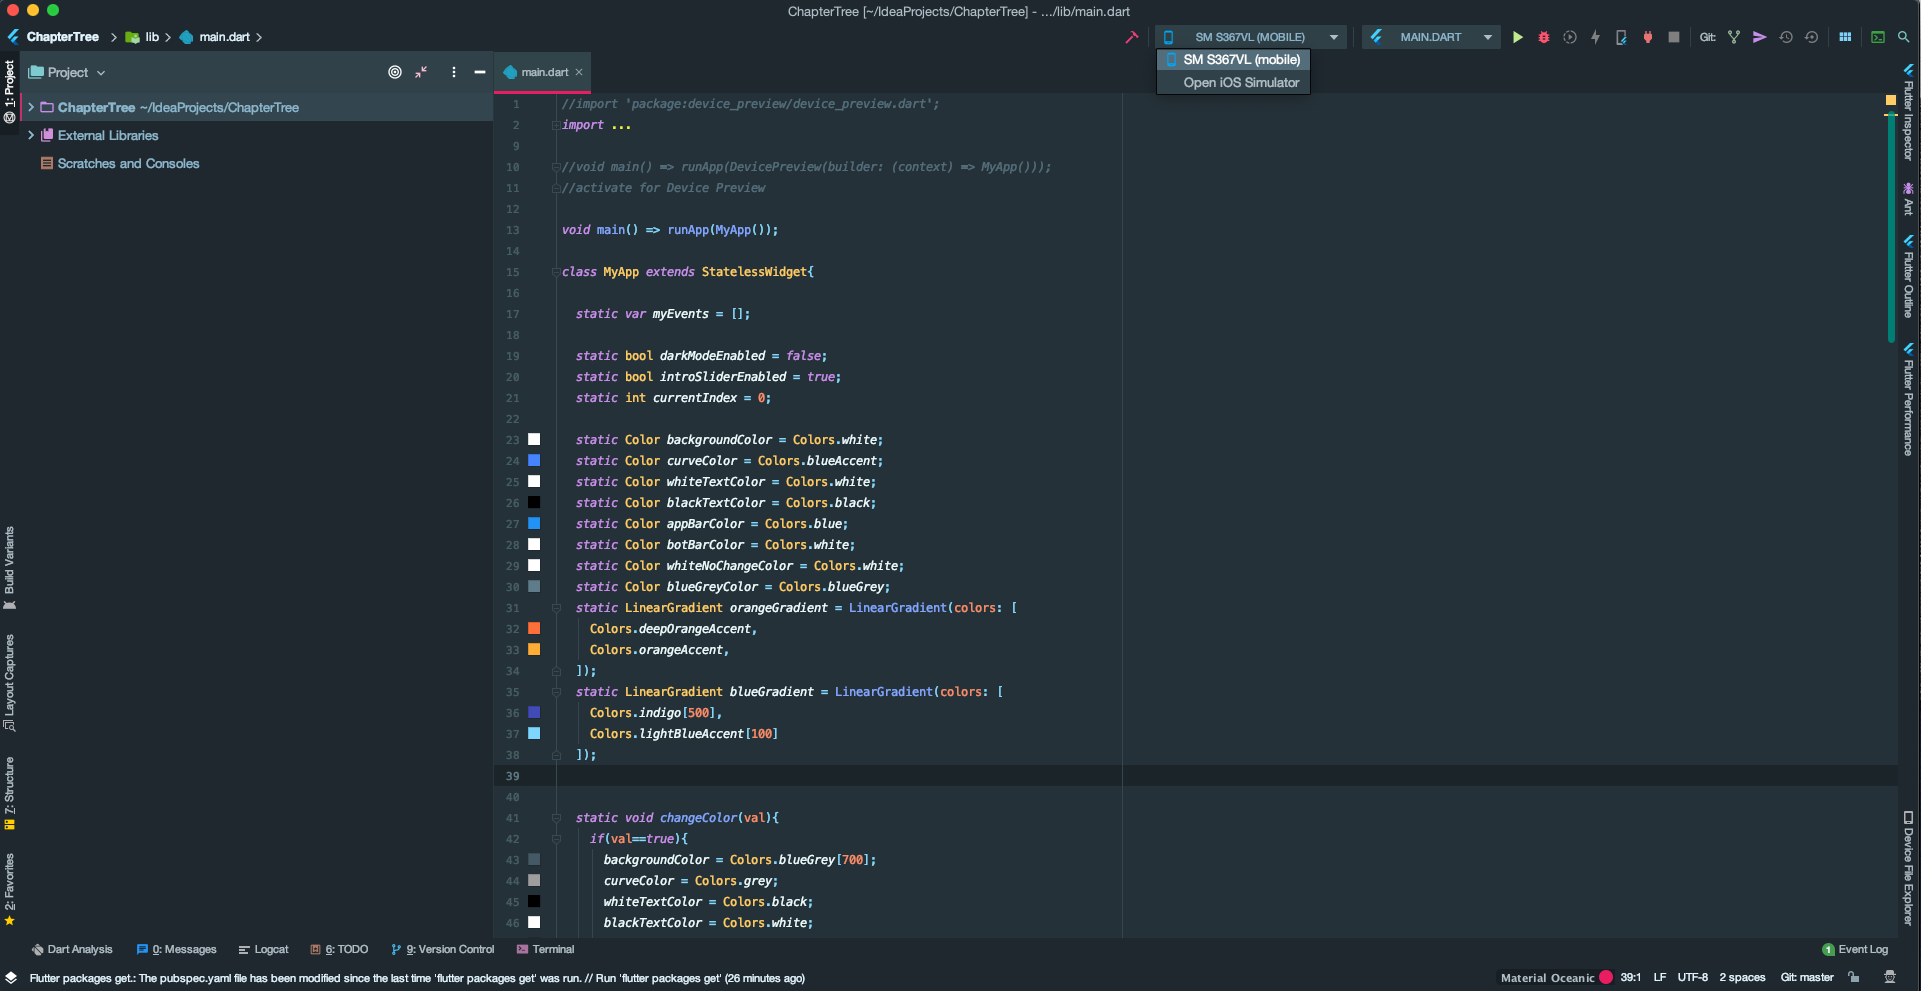 ChapterTree [~/IdeaProjects/ChapterTree] - .../lib/main.dart
ChapterTree lib main.dart SM S367VL (MOBILE) MAIN.DART Git:
SM S367VL (mobile)
Open iOS Simulator
Project
main.dart
ChapterTree ~/IdeaProjects/ChapterTree
External Libraries
Scratches and Consoles
1: Project
Build Variants
Layout Captures
7: Structure
2: Favorites
1 //import 'package:device_preview/device_preview.dart';
2 import ...
9
10 //void main() => runApp(DevicePreview(builder: (context) => MyApp()));
11 //activate for Device Preview
12
13 void main() => runApp(MyApp());
14
15 class MyApp extends StatelessWidget{
16
17 static var myEvents = [];
18
19 static bool darkModeEnabled = false;
20 static bool introSliderEnabled = true;
21 static int currentIndex = 0;
22
23 static Color backgroundColor = Colors.white;
24 static Color curveColor = Colors.blueAccent;
25 static Color whiteTextColor = Colors.white;
26 static Color blackTextColor = Colors.black;
27 static Color appBarColor = Colors.blue;
28 static Color botBarColor = Colors.white;
29 static Color whiteNoChangeColor = Colors.white;
30 static Color blueGreyColor = Colors.blueGrey;
31 static LinearGradient orangeGradient = LinearGradient(colors: [
32 Colors.deepOrangeAccent,
33 Colors.orangeAccent,
34 ]);
35 static LinearGradient blueGradient = LinearGradient(colors: [
36 Colors.indigo[500],
37 Colors.lightBlueAccent[100]
38 ]);
39
40
41 static void changeColor(val){
42 if(val==true){
43 backgroundColor = Colors.blueGrey[700];
44 curveColor = Colors.grey;
45 whiteTextColor = Colors.black;
46 blackTextColor = Colors.white;
Flutter Inspector
Ant
Flutter Outline
Flutter Performance
Device File Explorer
Dart Analysis 0: Messages Logcat 6: TODO 9: Version Control Terminal 1 Event Log
Flutter packages get.: The pubspec.yaml file has been modified since the last time 'flutter packages get' was run. // Run 'flutter packages get' (26 minutes ago) Material Oceanic 39:1 LF UTF-8 2 spaces Git: master